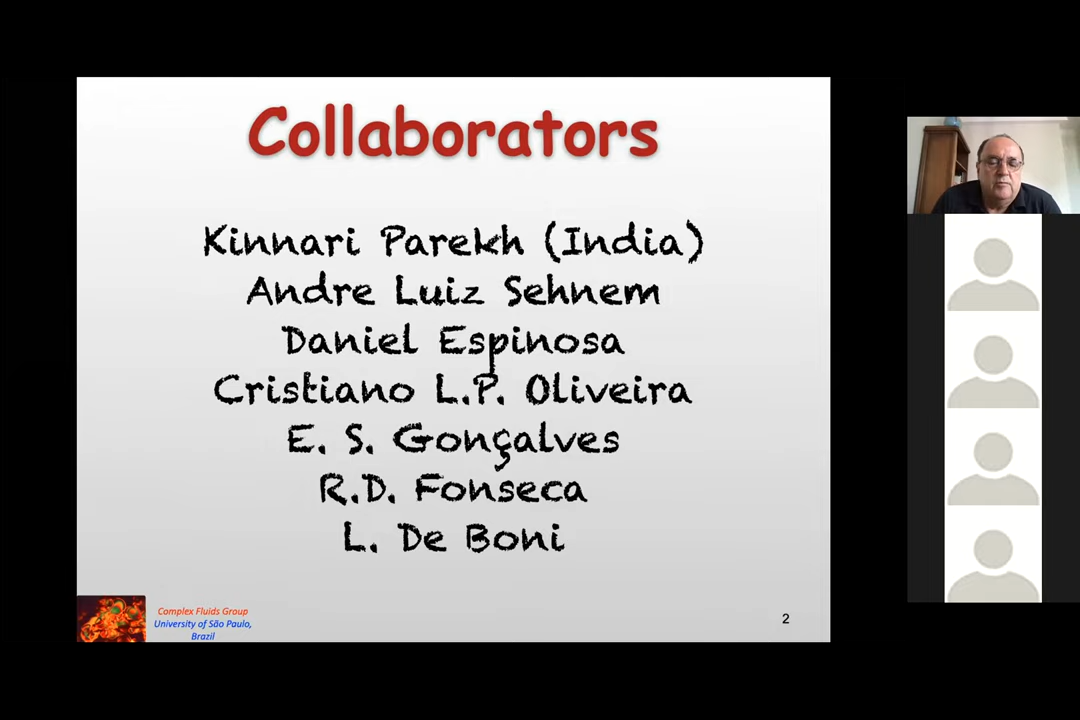 Collaborators
Kinnari Parekh (India)
Andre Luiz Sehnem
Daniel Espinosa
Cristiano L.P. Oliveira
E. S. Gonçalves
R.D. Fonseca
L. De Boni
Complex Fluids Group
University of São Paulo,
Brazil
2